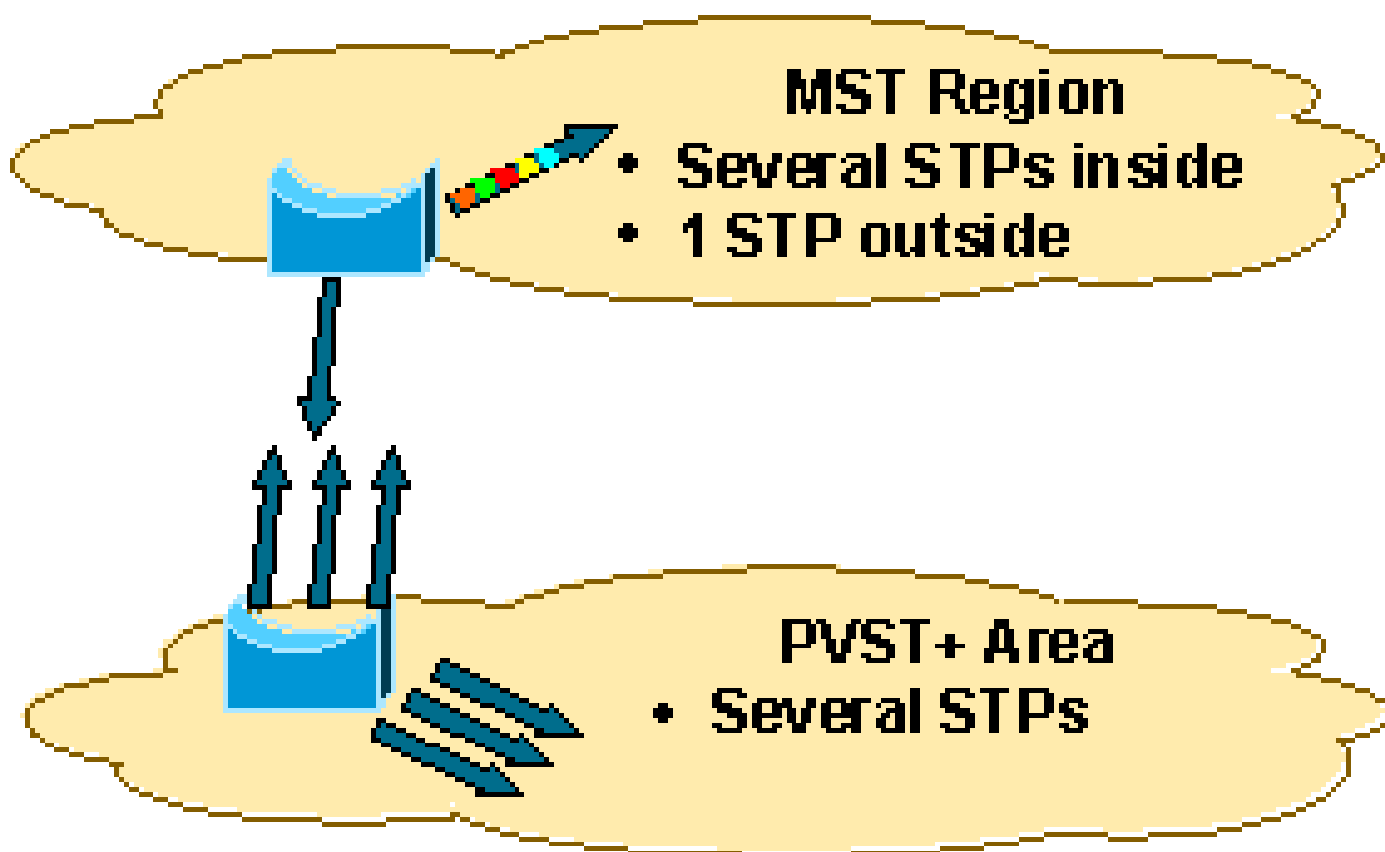 MST Region
• Several STPs inside
• 1 STP outside
PVST+ Area
• Several STPs